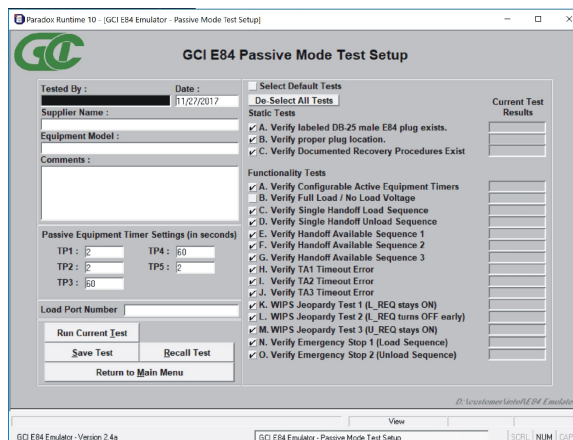 Paradox Runtime 10 - [GCI E84 Emulator - Passive Mode Test Setup]
GCI
GCI E84 Passive Mode Test Setup
Tested By :
Date :
11/27/2017
Supplier Name :
Equipment Model :
Comments :
Passive Equipment Timer Settings (in seconds)
TP1 : 2
TP4 : 60
TP2 : 2
TP5 : 2
TP3 : 60
Load Port Number
Run Current Test
Save Test
Recall Test
Return to Main Menu
Select Default Tests
De-Select All Tests
Current Test
Results
Static Tests
A. Verify labeled DB-25 male E84 plug exists.
B. Verify proper plug location.
C. Verify Documented Recovery Procedures Exist
Functionality Tests
A. Verify Configurable Active Equipment Timers
B. Verify Full Load / No Load Voltage
C. Verify Single Handoff Load Sequence
D. Verify Single Handoff Unload Sequence
E. Verify Handoff Available Sequence 1
F. Verify Handoff Available Sequence 2
G. Verify Handoff Available Sequence 3
H. Verify TA1 Timeout Error
I. Verify TA2 Timeout Error
J. Verify TA3 Timeout Error
K. WIPS Jeopardy Test 1 (L_REQ stays ON)
L. WIPS Jeopardy Test 2 (L_REQ turns OFF early)
M. WIPS Jeopardy Test 3 (U_REQ stays ON)
N. Verify Emergency Stop 1 (Load Sequence)
O. Verify Emergency Stop 2 (Unload Sequence)
D:\customer\intel\E84 Emulator
View
GCI E84 Emulator - Version 2.4a
GCI E84 Emulator - Passive Mode Test Setup
SCRL
NUM
CAP